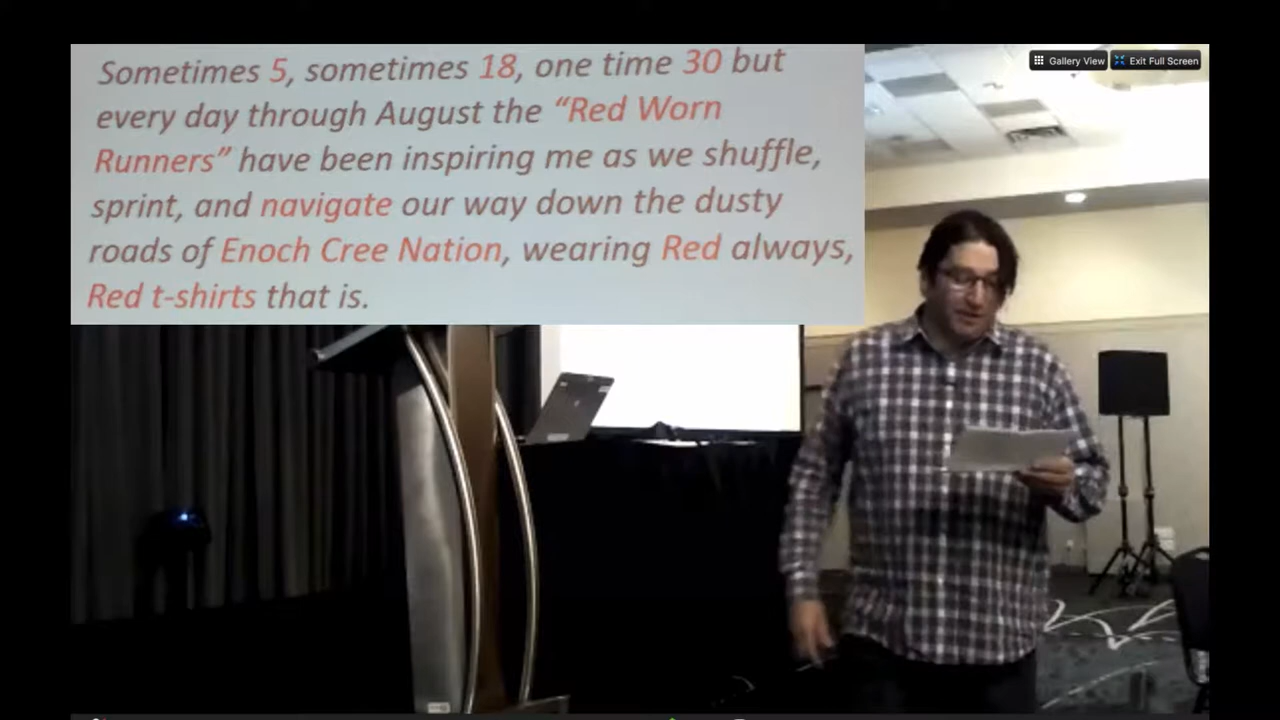 Sometimes 5, sometimes 18, one time 30 but
every day through August the “Red Worn
Runners” have been inspiring me as we shuffle,
sprint, and navigate our way down the dusty
roads of Enoch Cree Nation, wearing Red always,
Red t-shirts that is.
Gallery View
Exit Full Screen